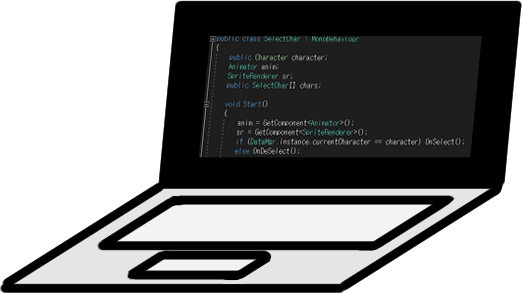 public class SelectChar : MonoBehaviour
{
public Character character;
Animator anim;
SpriteRenderer sr;
public SelectChar[] chars;
void Start()
{
anim = GetComponent<Animator>();
sr = GetComponent<SpriteRenderer>();
if (DataMgr.instance.currentCharacter == character) OnSelect();
else OnDeSelect();